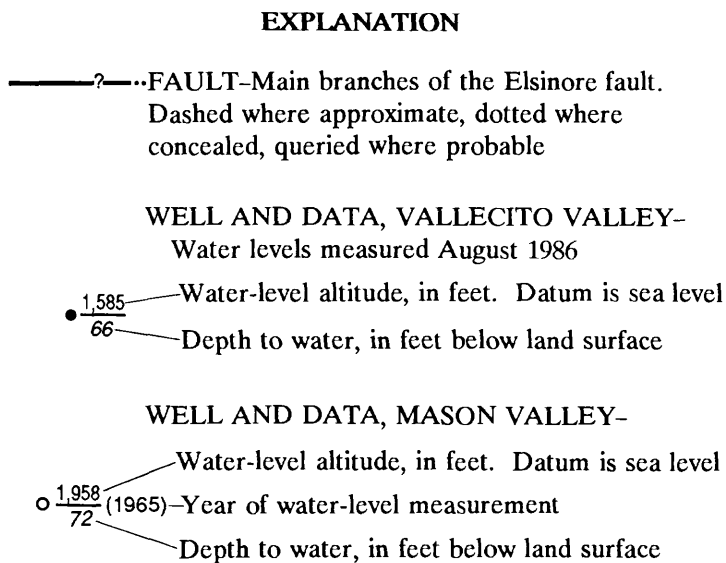 EXPLANATION
?
FAULT–Main branches of the Elsinore fault.
Dashed where approximate, dotted where
concealed, queried where probable
WELL AND DATA, VALLECITO VALLEY–
Water levels measured August 1986
1,585 Water-level altitude, in feet. Datum is sea level
66 Depth to water, in feet below land surface
WELL AND DATA, MASON VALLEY–
Water-level altitude, in feet. Datum is sea level
1,958
72 (1965)–Year of water-level measurement
Depth to water, in feet below land surface